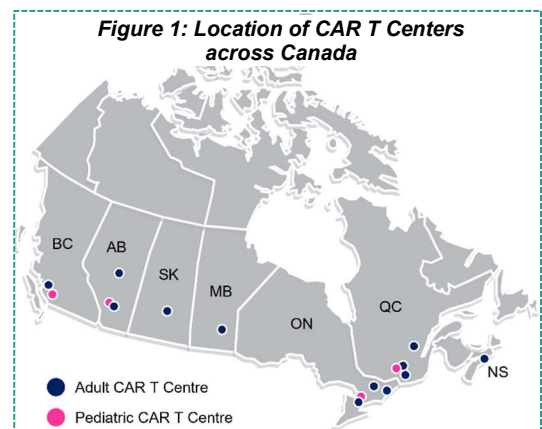 Figure 1: Location of CAR T Centers
across Canada
BC
AB
SK
MB
ON
QC
NS
Adult CAR T Centre
Pediatric CAR T Centre